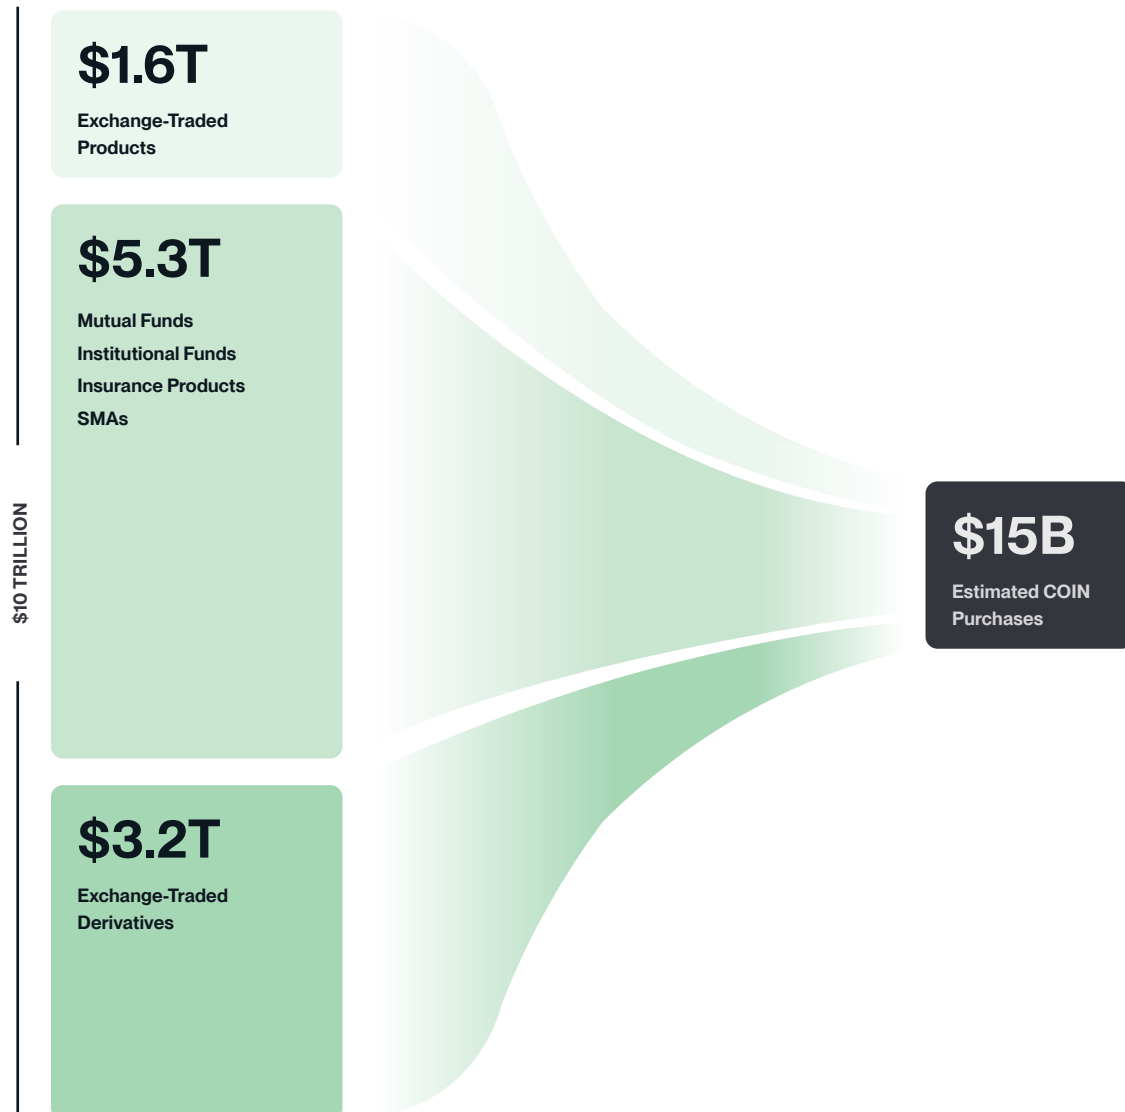 $1.6T
Exchange-Traded
Products
$5.3T
Mutual Funds
Institutional Funds
Insurance Products
SMAs
$10 TRILLION
$15B
Estimated COIN
Purchases
$3.2T
Exchange-Traded
Derivatives